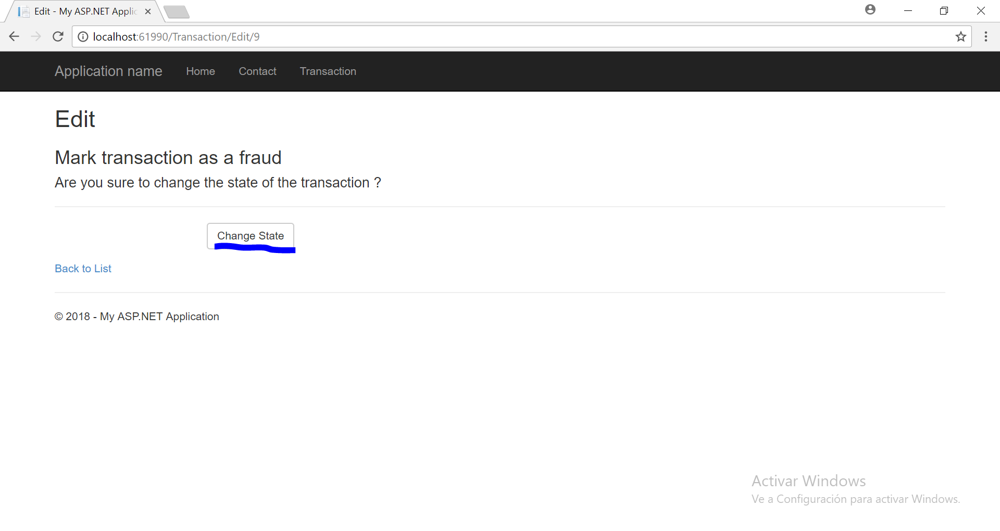 Edit - My ASP.NET Applic
localhost:61990/Transaction/Edit/9
Application name Home Contact Transaction
Edit
Mark transaction as a fraud
Are you sure to change the state of the transaction ?
Change State
Back to List
© 2018 - My ASP.NET Application
Activar Windows
Ve a Configuración para activar Windows.